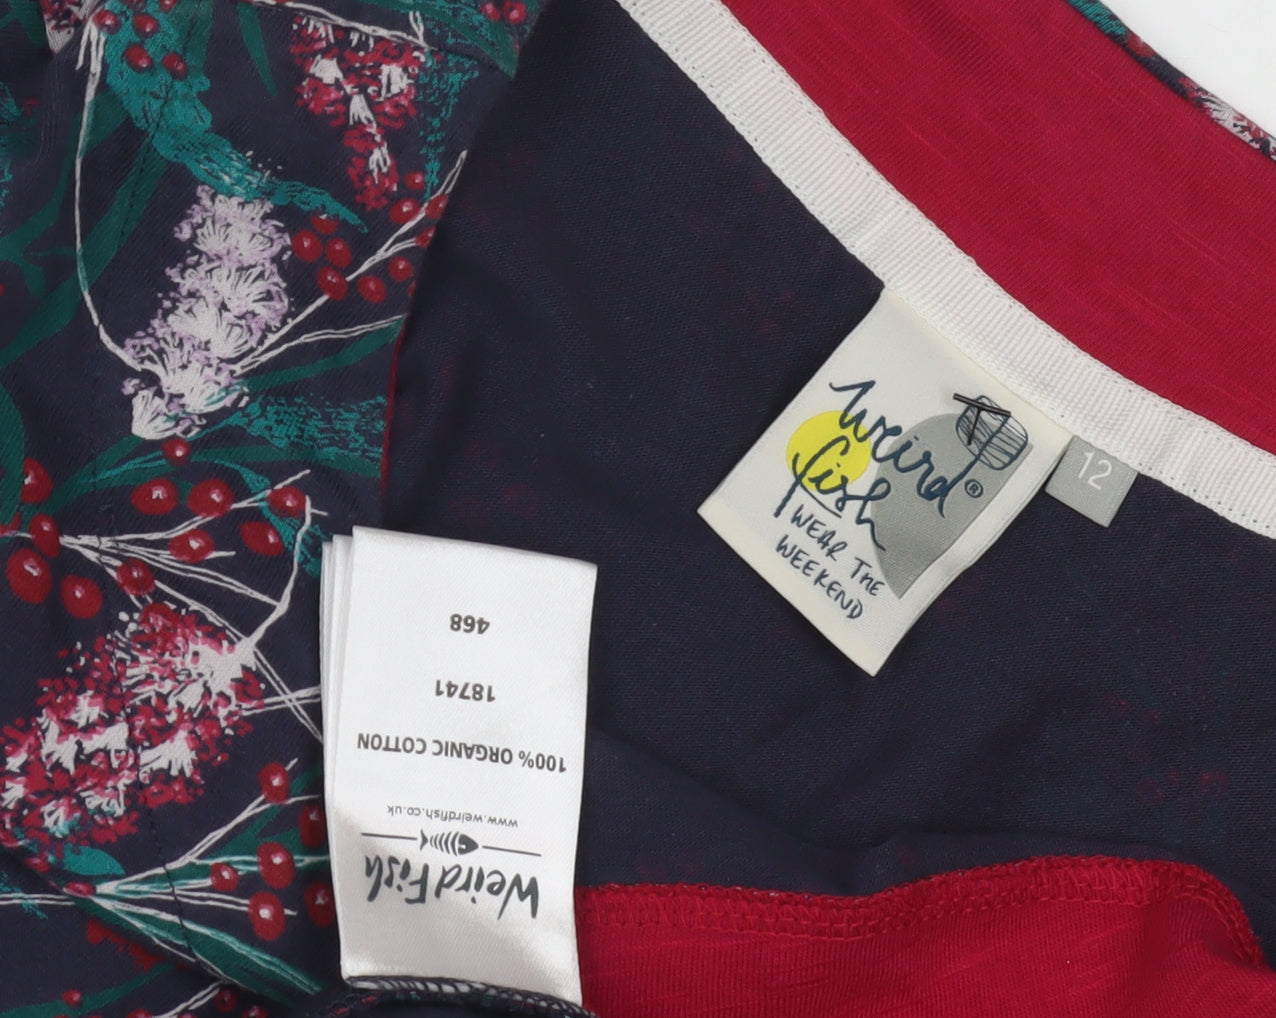 weird
fish®
WEAR THE
WEEKEND
12
Weird Fish
www.weirdfish.co.uk
100% ORGANIC COTTON
18741
468